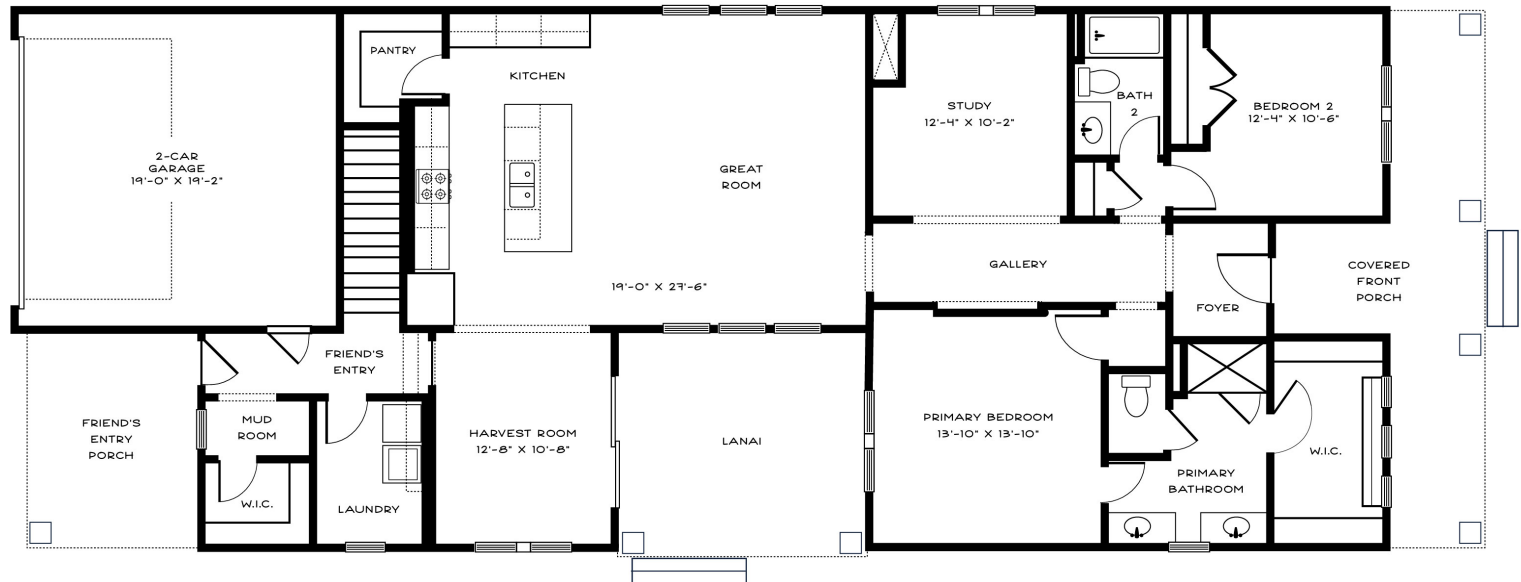 PANTRY
KITCHEN
2-CAR
GARAGE
19'-0" X 19'-2"
GREAT
ROOM
19'-0" X 27'-6"
STUDY
12'-4" X 10'-2"
BATH
2
BEDROOM 2
12'-4" X 10'-6"
GALLERY
FOYER
COVERED
FRONT
PORCH
FRIEND'S
ENTRY
FRIEND'S
ENTRY
PORCH
MUD
ROOM
W.I.C.
LAUNDRY
HARVEST ROOM
12'-8" X 10'-8"
LANAI
PRIMARY BEDROOM
13'-10" X 13'-10"
PRIMARY
BATHROOM
W.I.C.